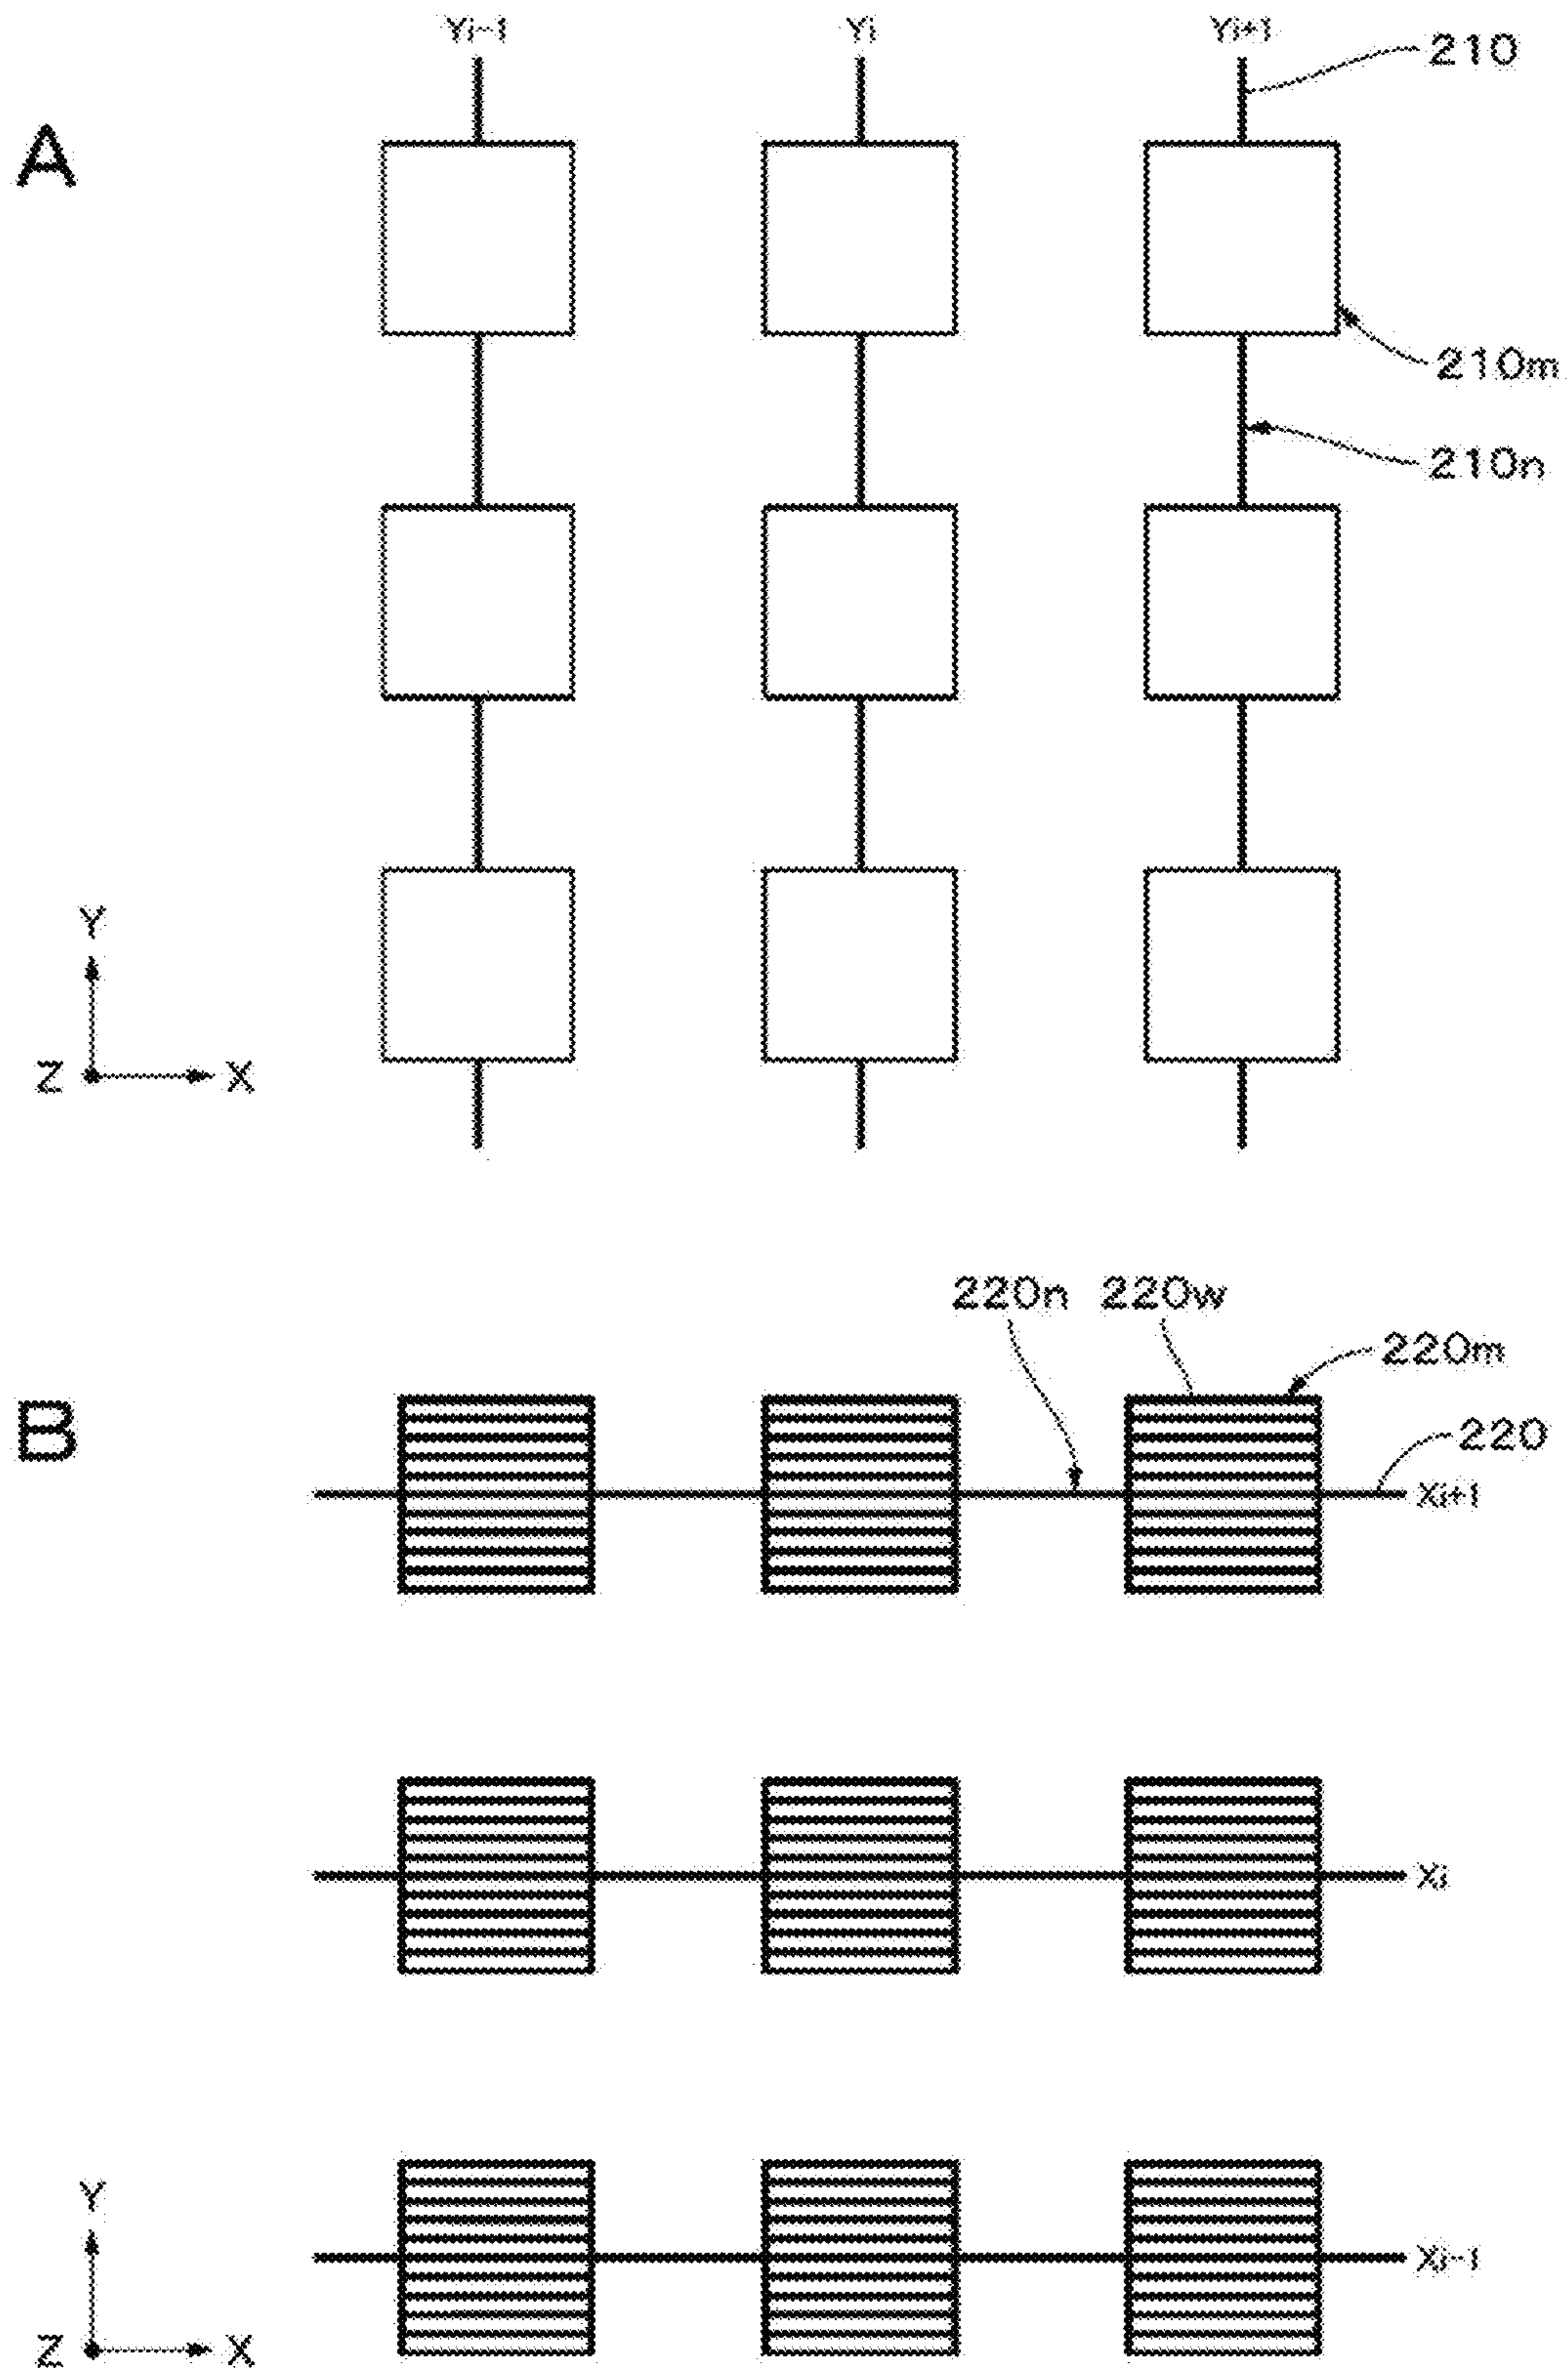 Yi-1 Yi Yi+1 210
A
210m
210n
Y
Z X
220n 220w
220m
B
220
Xi+1
Xi
Y
Xi-1
Z X